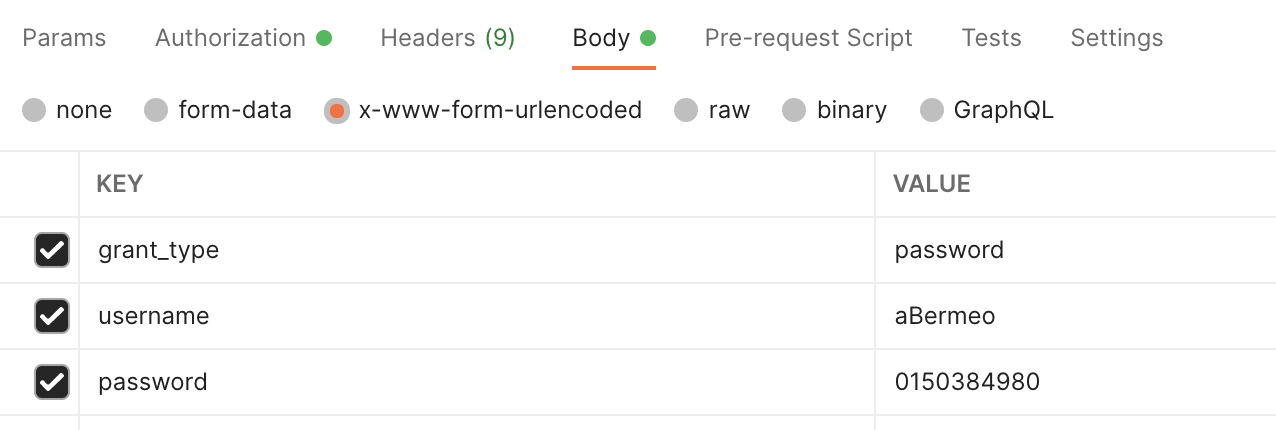 Params Authorization Headers (9) Body Pre-request Script Tests Settings
none form-data x-www-form-urlencoded raw binary GraphQL
KEY VALUE
grant_type password
username aBermeo
password 0150384980